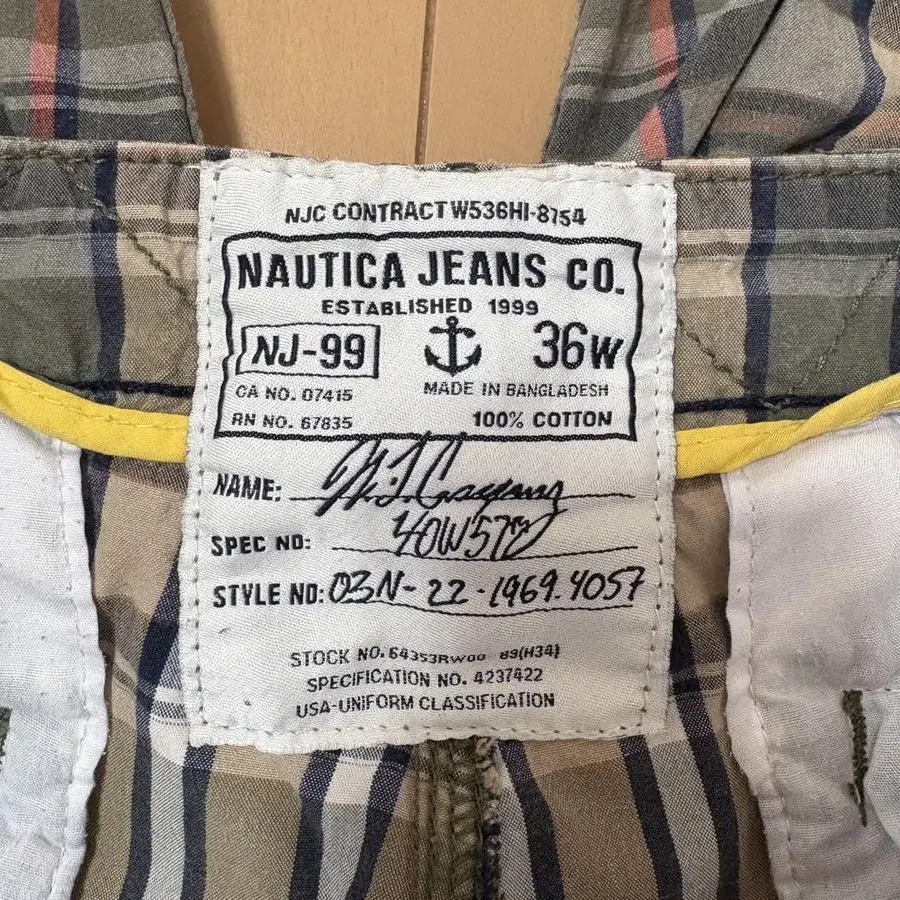 NJC CONTRACT W536HI-8754
NAUTICA JEANS CO.
ESTABLISHED 1999
NJ-99
36W
CA NO. 07415
MADE IN BANGLADESH
RN NO. 67835
100% COTTON
NAME:
SPEC NO: 40W572
STYLE NO: 03N-22-1969.4057
STOCK NO. 64353RW00 89(H34)
SPECIFICATION NO. 4237422
USA-UNIFORM CLASSIFICATION